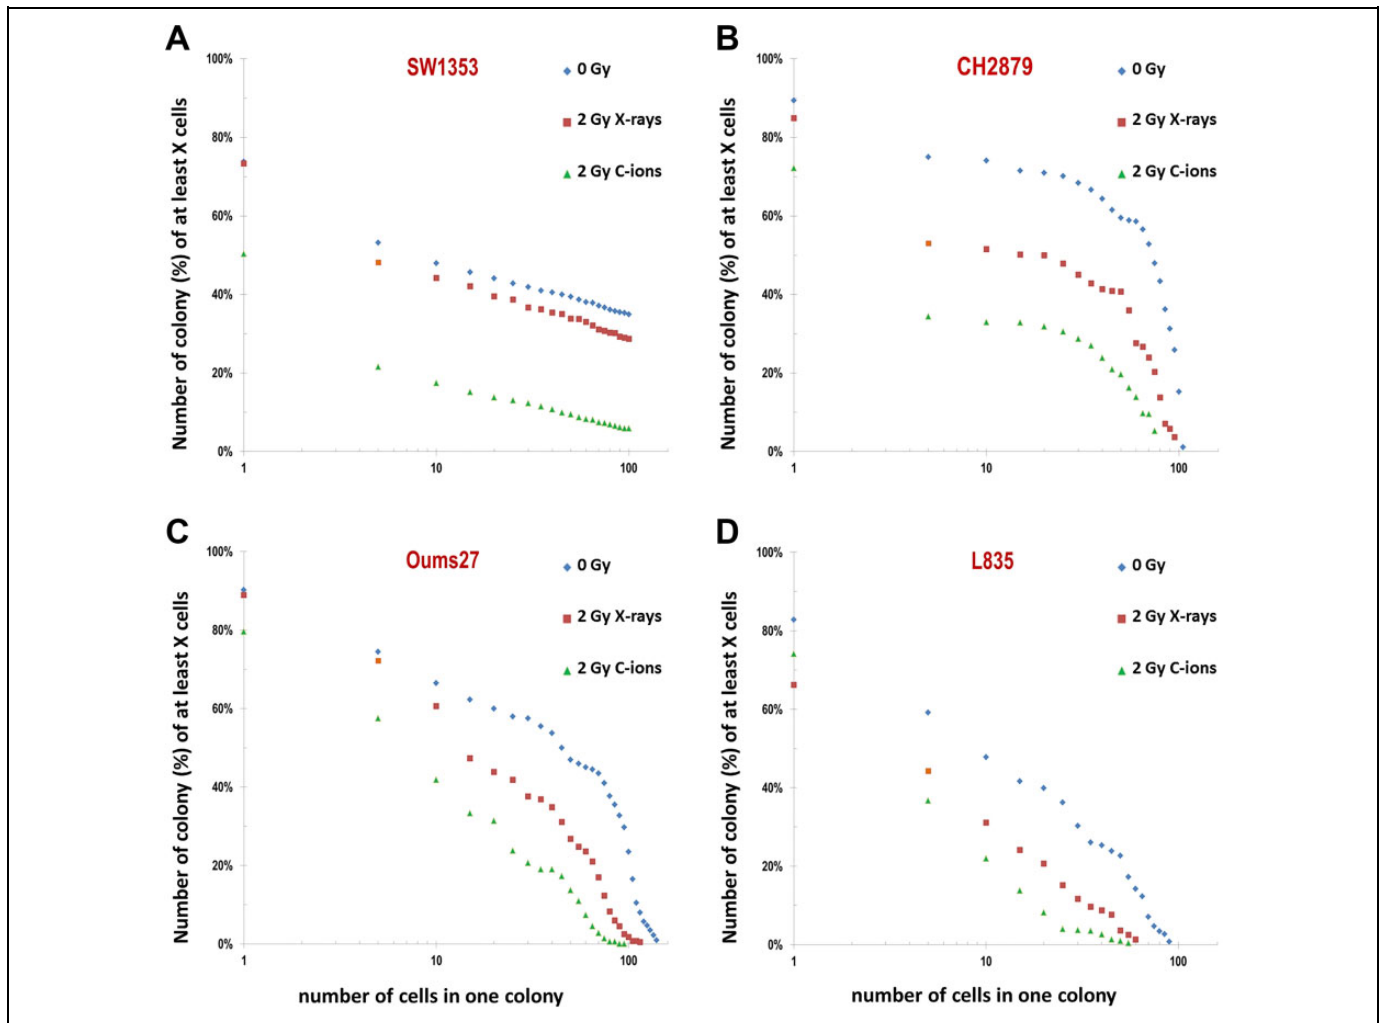 A
SW1353
0 Gy
2 Gy X-rays
2 Gy C-ions
Number of colony (%) of at least X cells
100%
80%
60%
40%
20%
0%
1
10
100
B
CH2879
0 Gy
2 Gy X-rays
2 Gy C-ions
Number of colony (%) of at least X cells
100%
80%
60%
40%
20%
0%
1
10
100
C
Oums27
0 Gy
2 Gy X-rays
2 Gy C-ions
Number of colony (%) of at least X cells
100%
80%
60%
40%
20%
0%
1
10
100
number of cells in one colony
D
L835
0 Gy
2 Gy X-rays
2 Gy C-ions
Number of colony (%) of at least X cells
100%
80%
60%
40%
20%
0%
1
10
100
number of cells in one colony